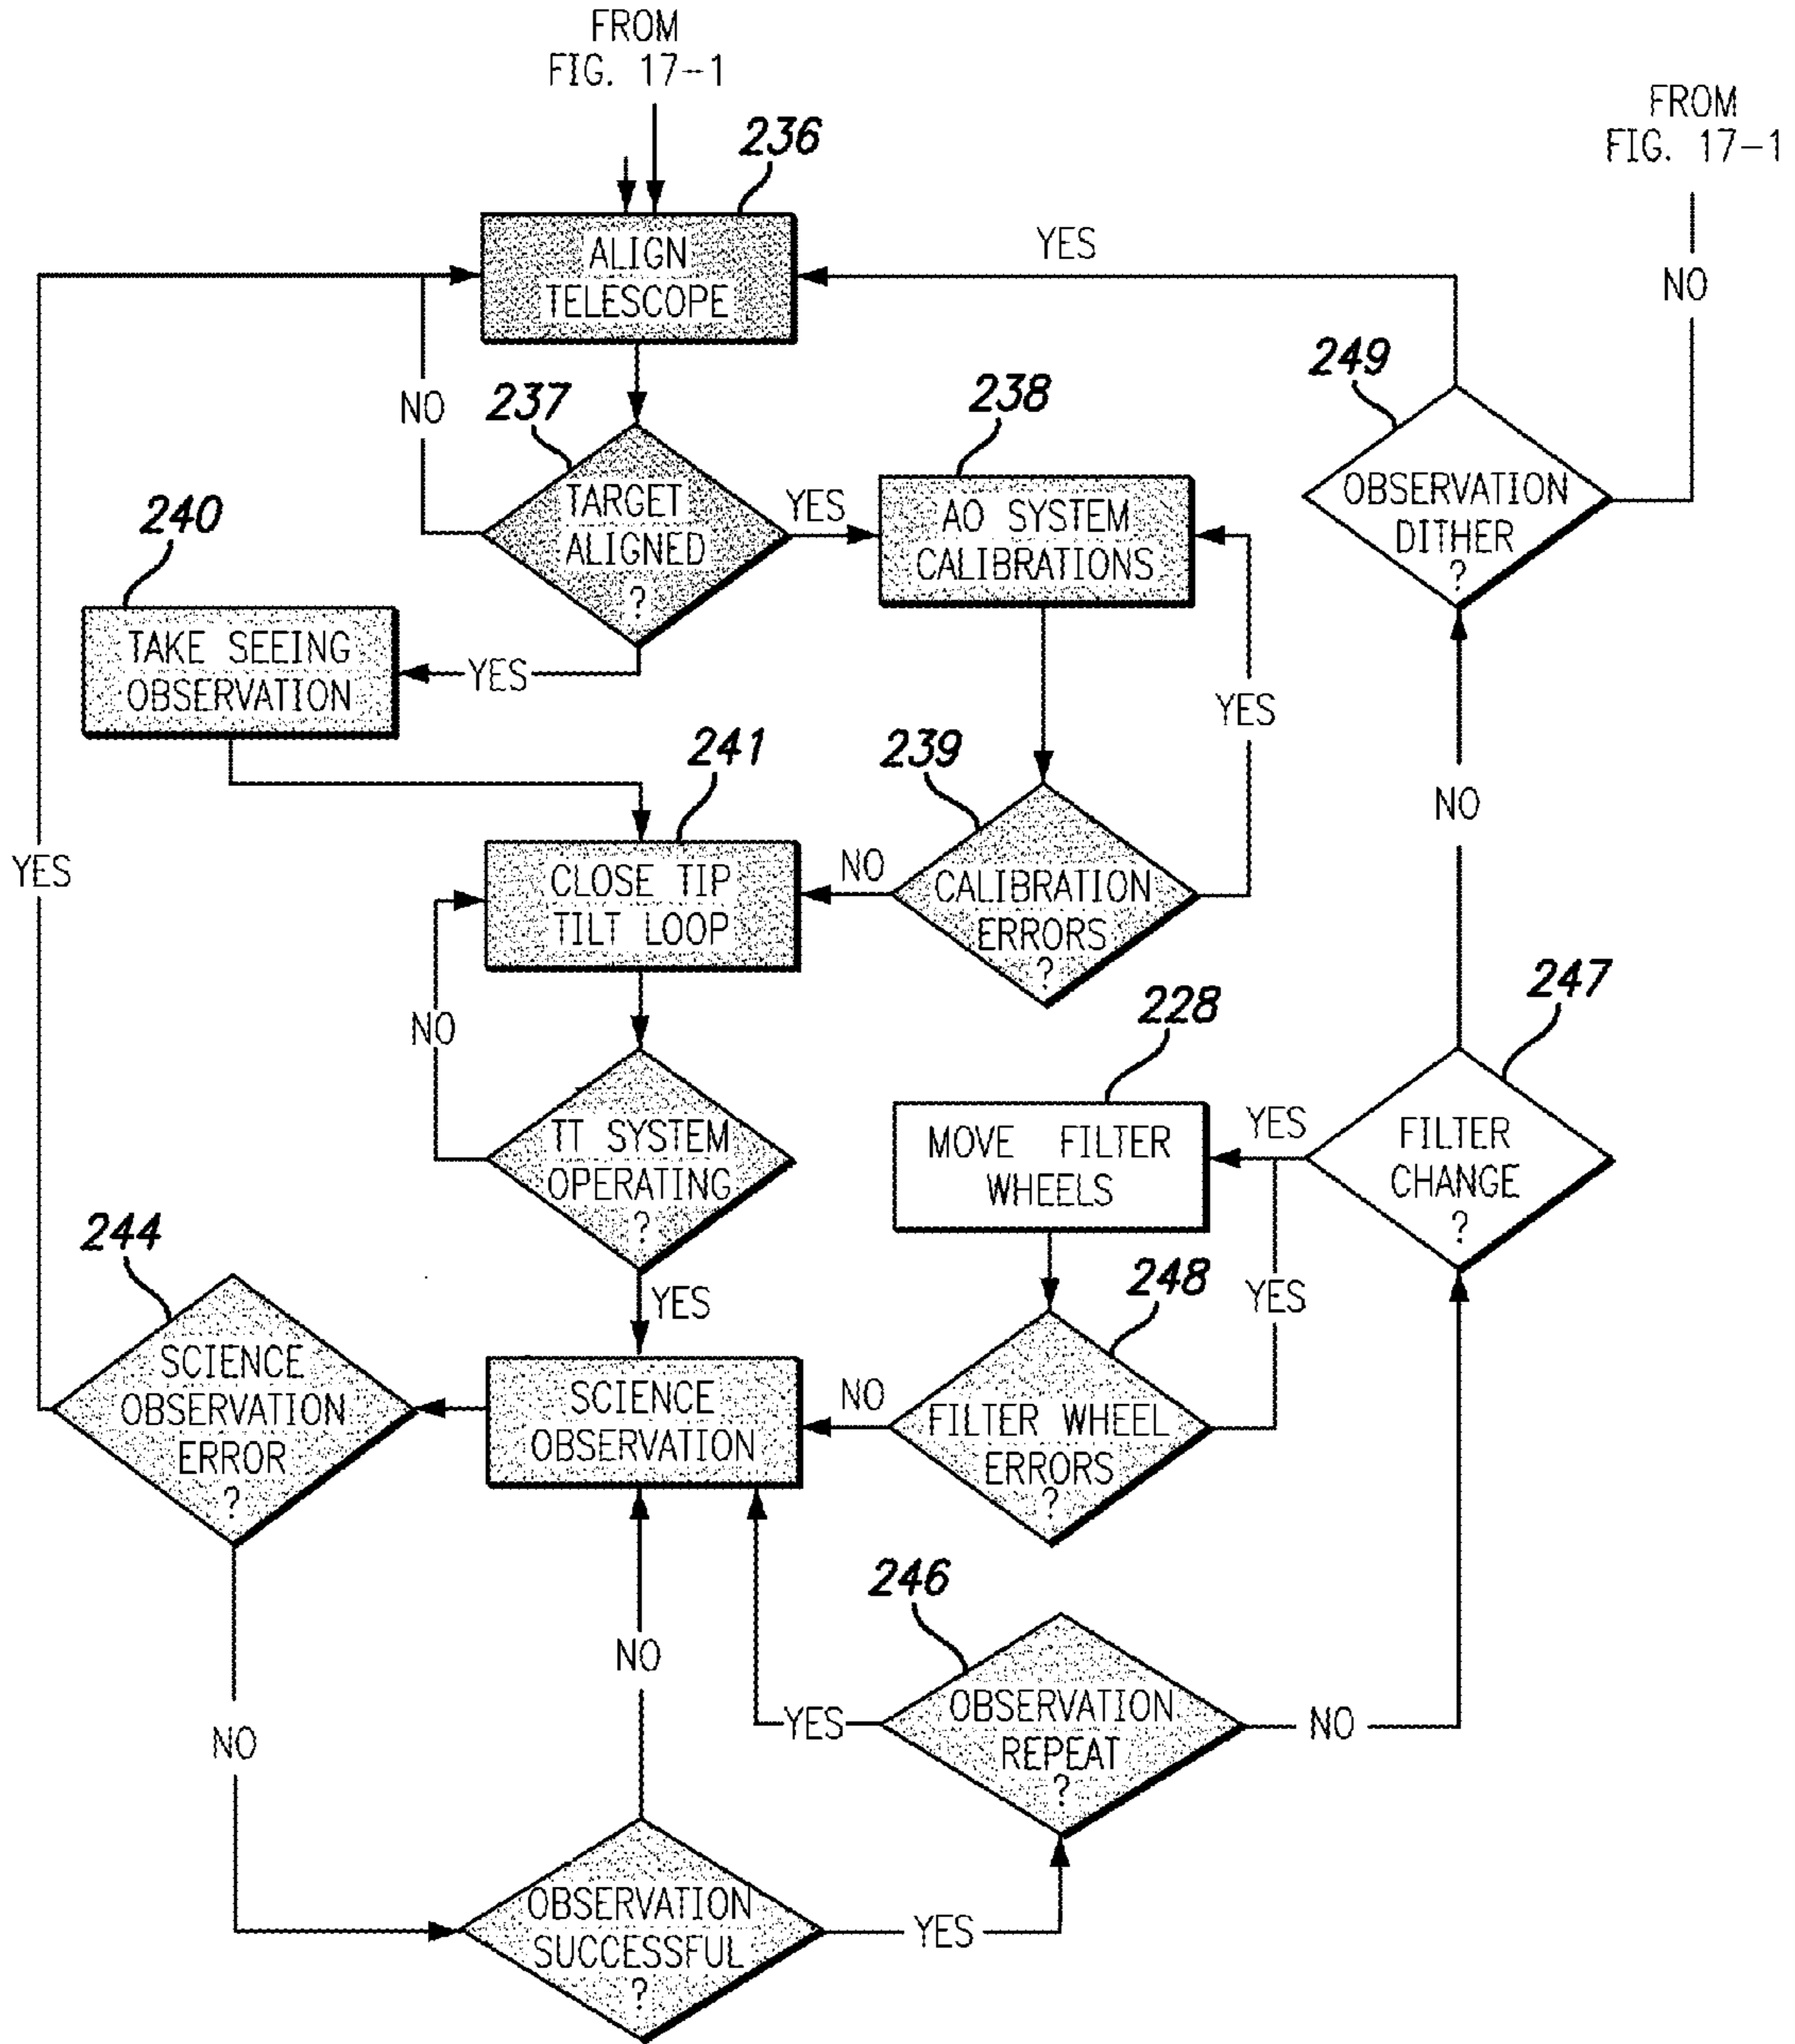 FROM
FIG. 17-1
FROM
FIG. 17-1
236
ALIGN
TELESCOPE
YES
NO
249
OBSERVATION
DITHER
?
NO
237
TARGET
ALIGNED
?
YES
238
AO SYSTEM
CALIBRATIONS
240
TAKE SEEING
OBSERVATION
YES
YES
241
CLOSE TIP
TILT LOOP
NO
239
CALIBRATION
ERRORS
?
NO
YES
NO
TT SYSTEM
OPERATING
?
228
MOVE FILTER
WHEELS
YES
247
FILTER
CHANGE
?
244
SCIENCE
OBSERVATION
ERROR
?
YES
SCIENCE
OBSERVATION
NO
248
FILTER WHEEL
ERRORS
?
YES
NO
NO
246
OBSERVATION
REPEAT
?
YES
NO
OBSERVATION
SUCCESSFUL
?
YES